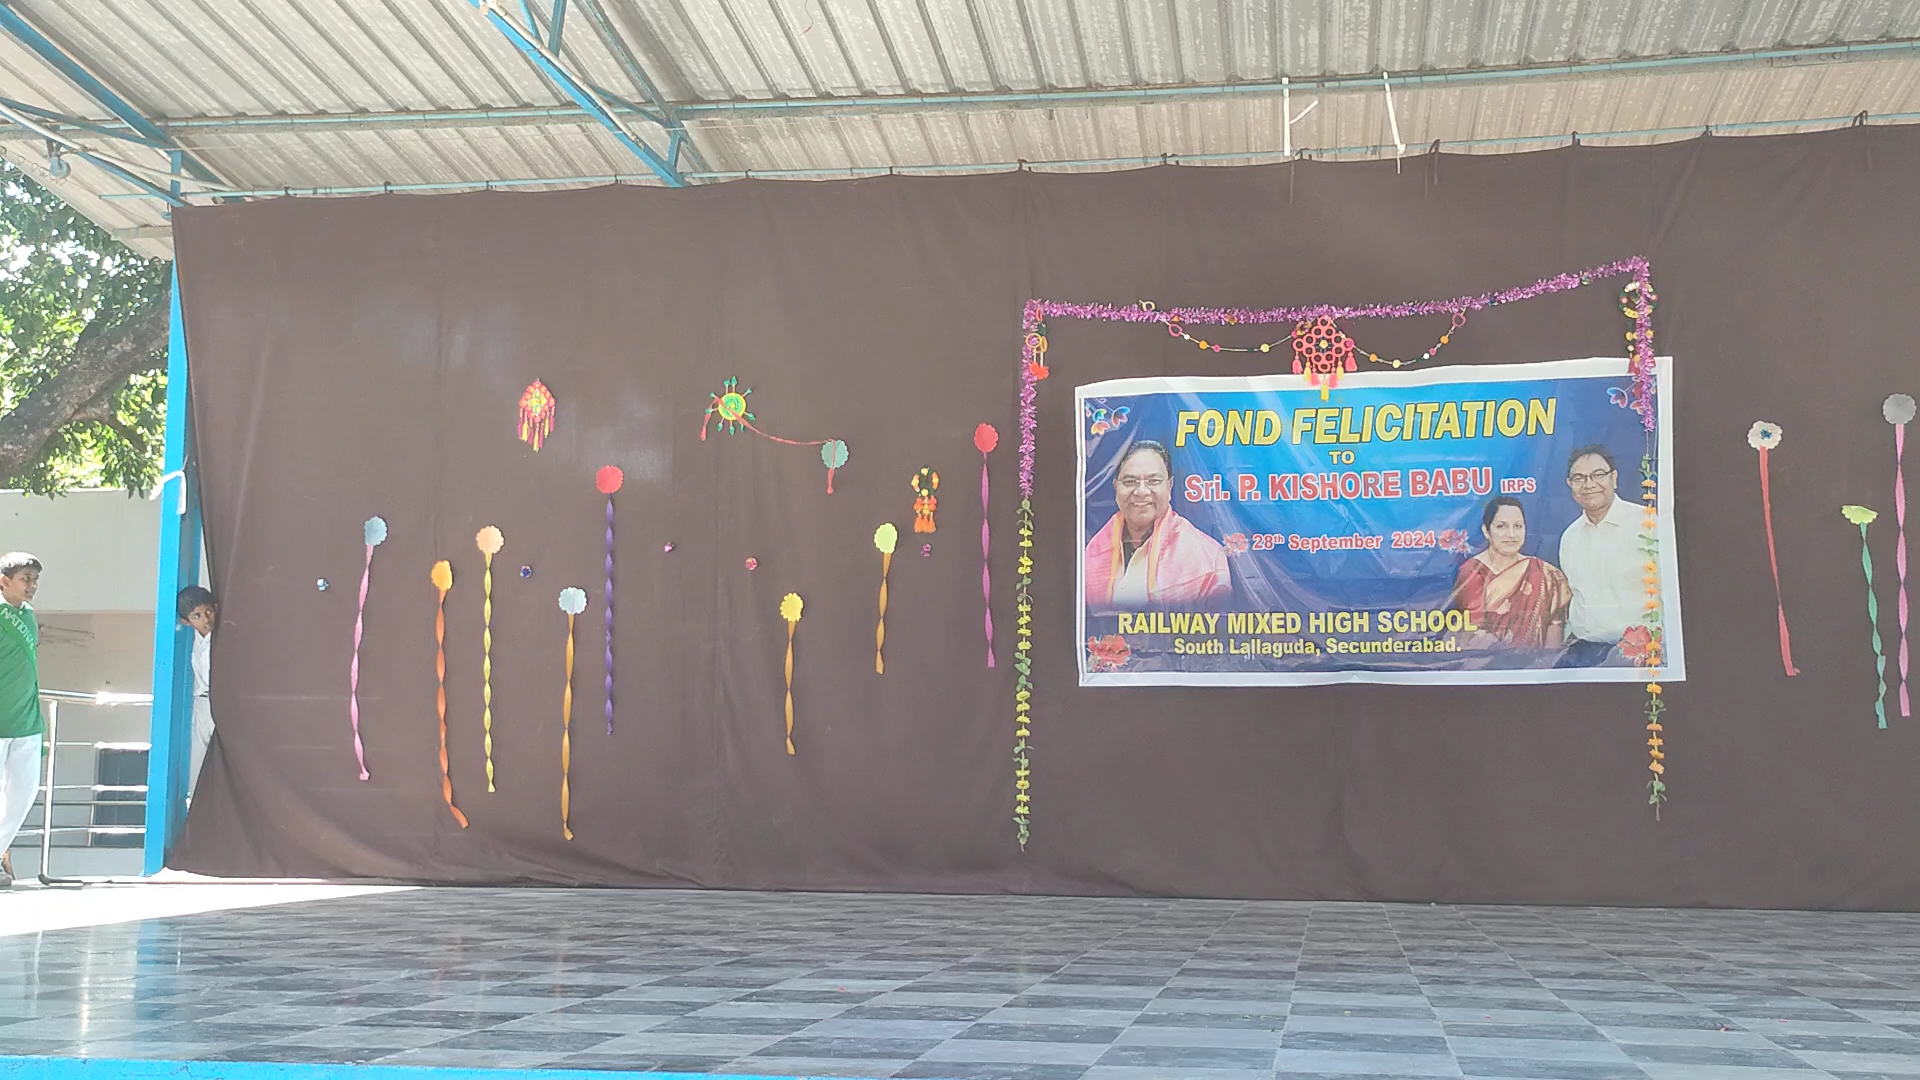 FOND FELICITATION
TO
Sri. P. KISHORE BABU IRPS
28th September 2024
RAILWAY MIXED HIGH SCHOOL
South Lallaguda, Secunderabad.